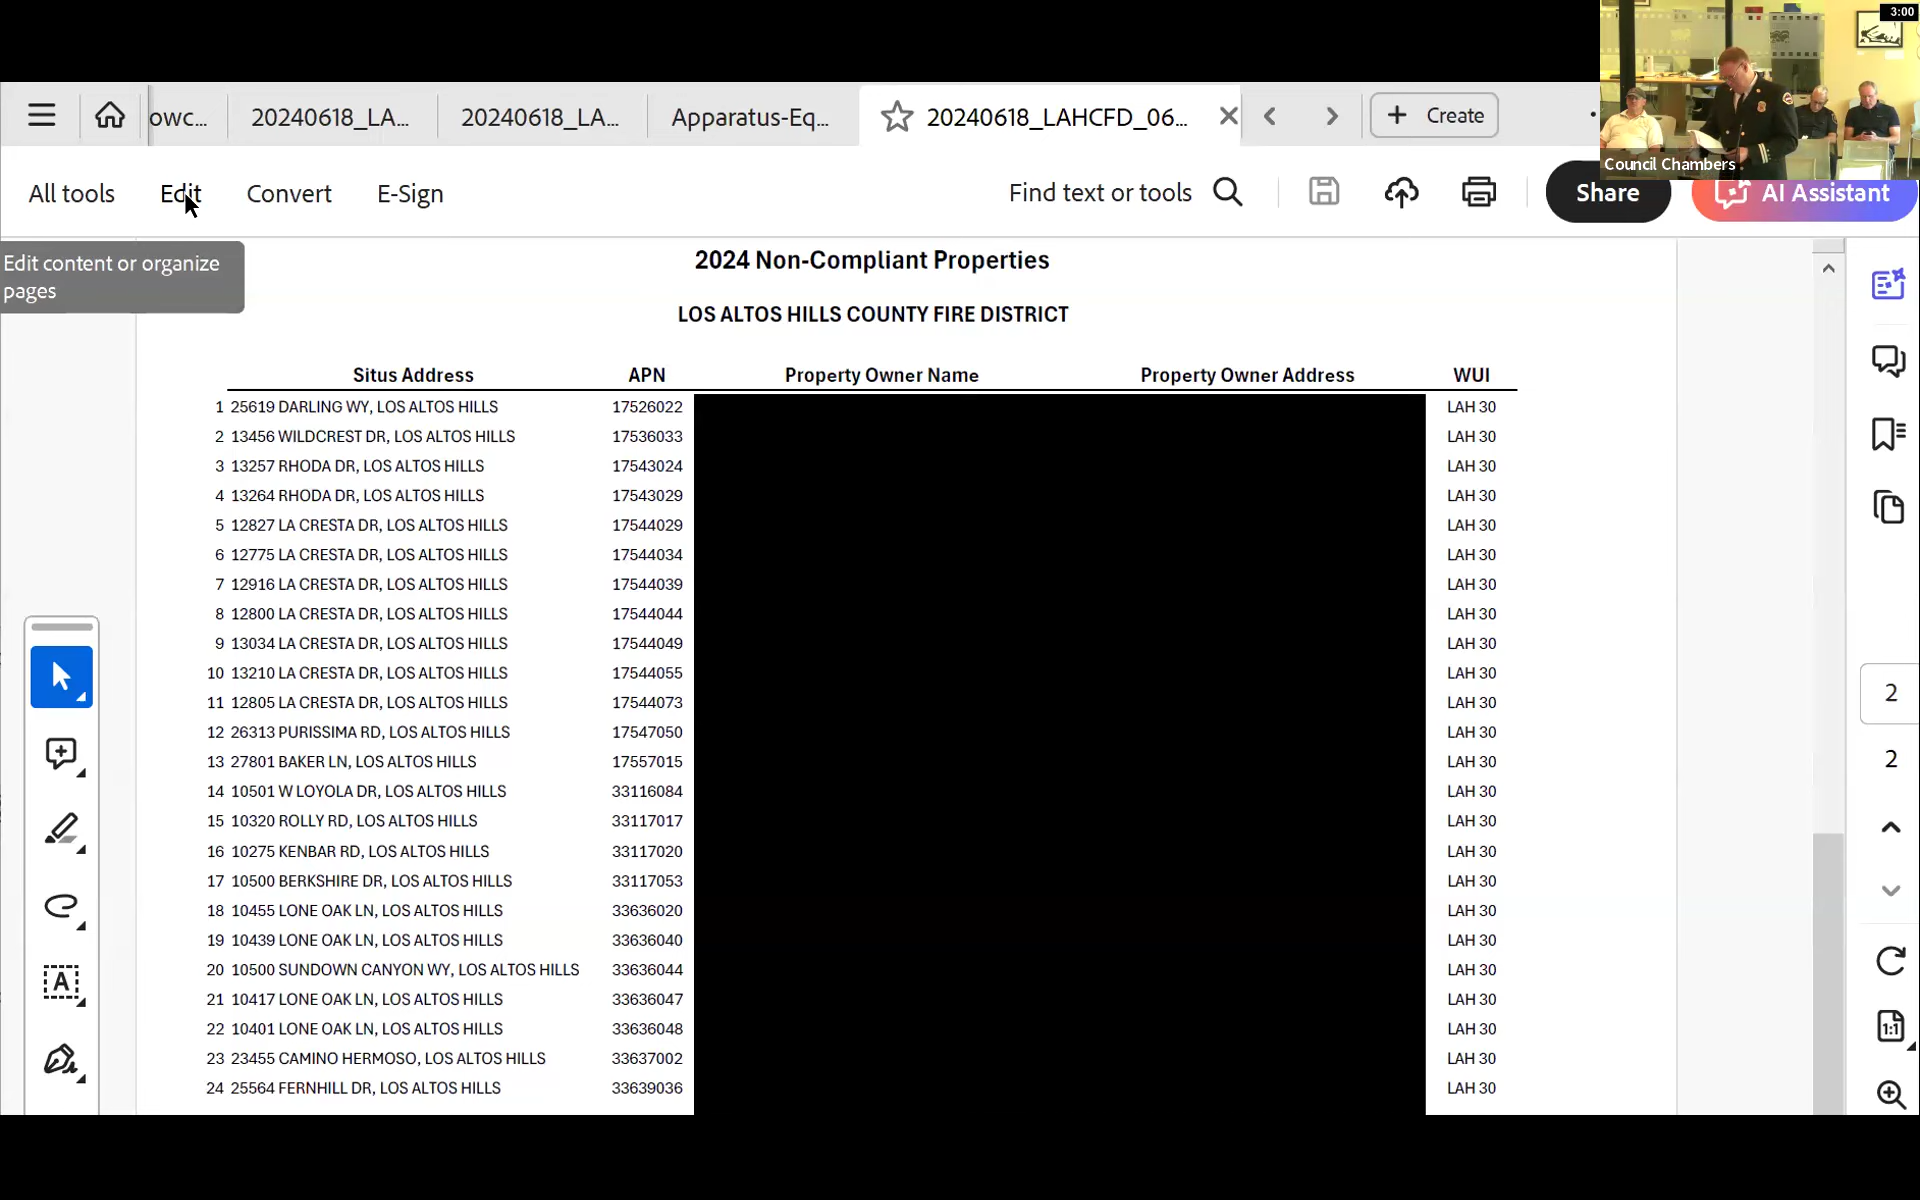 3:00
Council Chambers
owc...
20240618_LA...
20240618_LA...
Apparatus-Eq...
20240618_LAHCFD_06...
Create
All tools
Edit
Convert
E-Sign
Find text or tools
Share
AI Assistant
Edit content or organize
pages
2024 Non-Compliant Properties
LOS ALTOS HILLS COUNTY FIRE DISTRICT
Situs Address APN Property Owner Name Property Owner Address WUI
1 25619 DARLING WY, LOS ALTOS HILLS 17526022 LAH 30
2 13456 WILDCREST DR, LOS ALTOS HILLS 17536033 LAH 30
3 13257 RHODA DR, LOS ALTOS HILLS 17543024 LAH 30
4 13264 RHODA DR, LOS ALTOS HILLS 17543029 LAH 30
5 12827 LA CRESTA DR, LOS ALTOS HILLS 17544029 LAH 30
6 12775 LA CRESTA DR, LOS ALTOS HILLS 17544034 LAH 30
7 12916 LA CRESTA DR, LOS ALTOS HILLS 17544039 LAH 30
8 12800 LA CRESTA DR, LOS ALTOS HILLS 17544044 LAH 30
9 13034 LA CRESTA DR, LOS ALTOS HILLS 17544049 LAH 30
10 13210 LA CRESTA DR, LOS ALTOS HILLS 17544055 LAH 30
11 12805 LA CRESTA DR, LOS ALTOS HILLS 17544073 LAH 30
12 26313 PURISSIMA RD, LOS ALTOS HILLS 17547050 LAH 30
13 27801 BAKER LN, LOS ALTOS HILLS 17557015 LAH 30
14 10501 W LOYOLA DR, LOS ALTOS HILLS 33116084 LAH 30
15 10320 ROLLY RD, LOS ALTOS HILLS 33117017 LAH 30
16 10275 KENBAR RD, LOS ALTOS HILLS 33117020 LAH 30
17 10500 BERKSHIRE DR, LOS ALTOS HILLS 33117053 LAH 30
18 10455 LONE OAK LN, LOS ALTOS HILLS 33636020 LAH 30
19 10439 LONE OAK LN, LOS ALTOS HILLS 33636040 LAH 30
20 10500 SUNDOWN CANYON WY, LOS ALTOS HILLS 33636044 LAH 30
21 10417 LONE OAK LN, LOS ALTOS HILLS 33636047 LAH 30
22 10401 LONE OAK LN, LOS ALTOS HILLS 33636048 LAH 30
23 23455 CAMINO HERMOSO, LOS ALTOS HILLS 33637002 LAH 30
24 25564 FERNHILL DR, LOS ALTOS HILLS 33639036 LAH 30
2
2
1:1
A